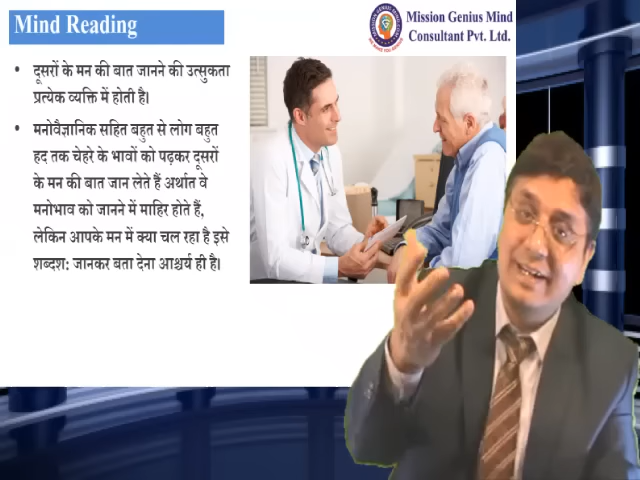 Mind Reading
Mission Genius Mind
Consultant Pvt. Ltd.
• दूसरों के मन की बात जानने की उत्सुकता
प्रत्येक व्यक्ति में होती है।
• मनोवैज्ञानिक सहित बहुत से लोग बहुत
हद तक चेहरे के भावों को पढ़कर दूसरों
के मन की बात जान लेते हैं अर्थात वे
मनोभाव को जानने में माहिर होते हैं,
लेकिन आपके मन में क्या चल रहा है इसे
शब्दश: जानकर बता देना आश्चर्य ही है।